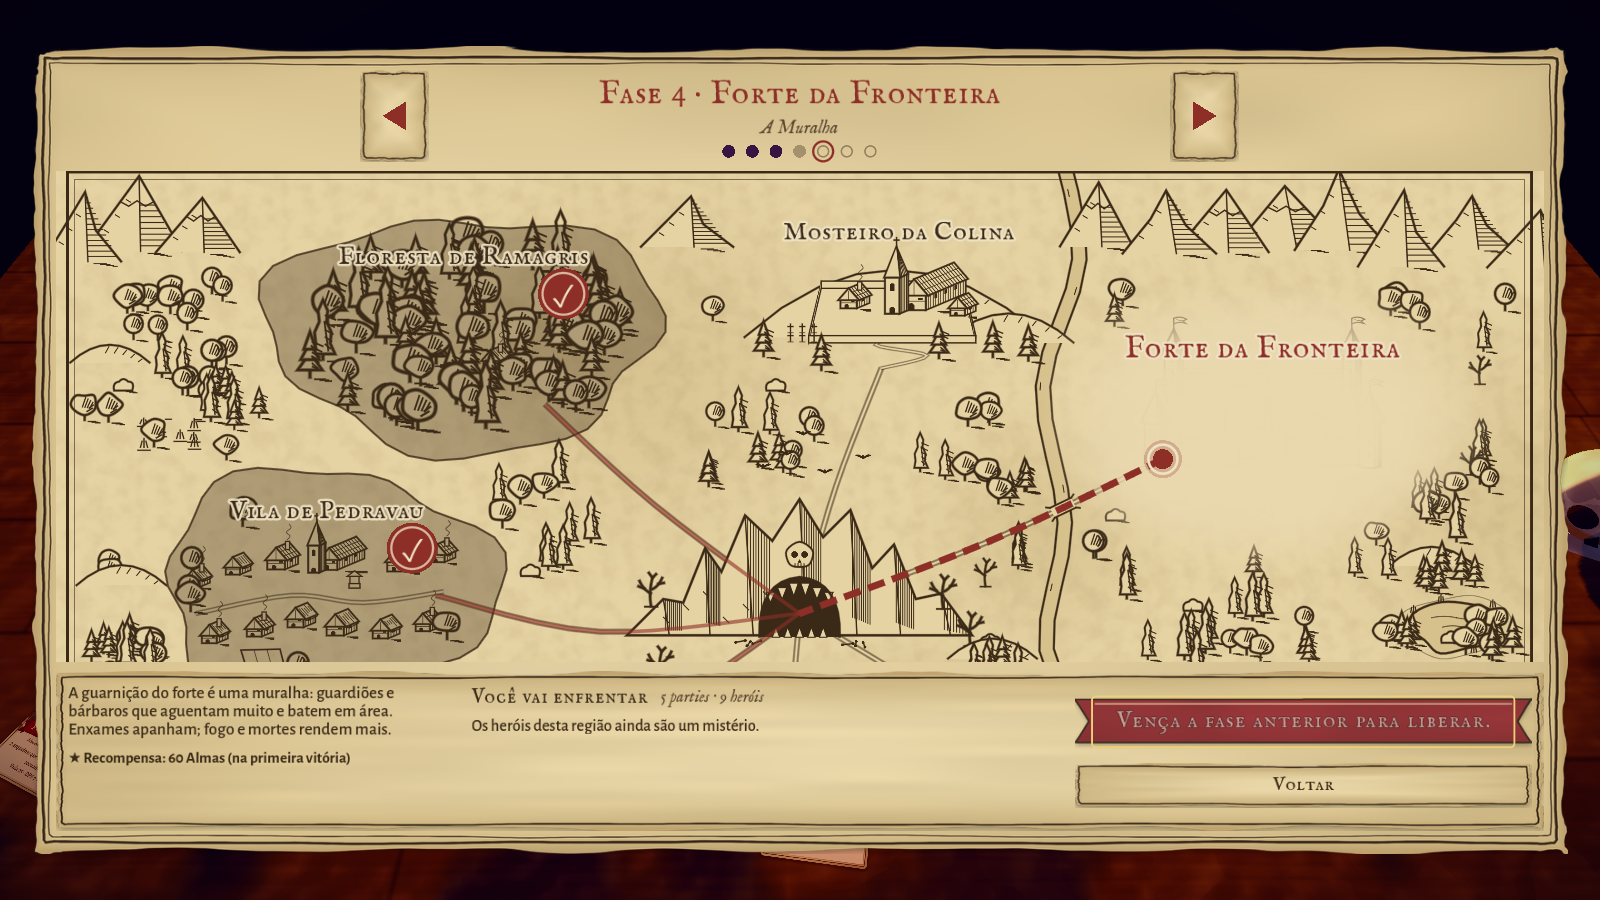 Fase 4 · Forte da Fronteira
A Muralha
Floresta de Ramagris
Mosteiro da Colina
Forte da Fronteira
Vila de Pedravau
A guarnição do forte é uma muralha: guardiões e
bárbaros que aguentam muito e batem em área.
Enxames apanham; fogo e mortes rendem mais.
★ Recompensa: 60 Almas (na primeira vitória)
Você vai enfrentar 5 parties · 9 heróis
Os heróis desta região ainda são um mistério.
Vença a fase anterior para liberar.
Voltar